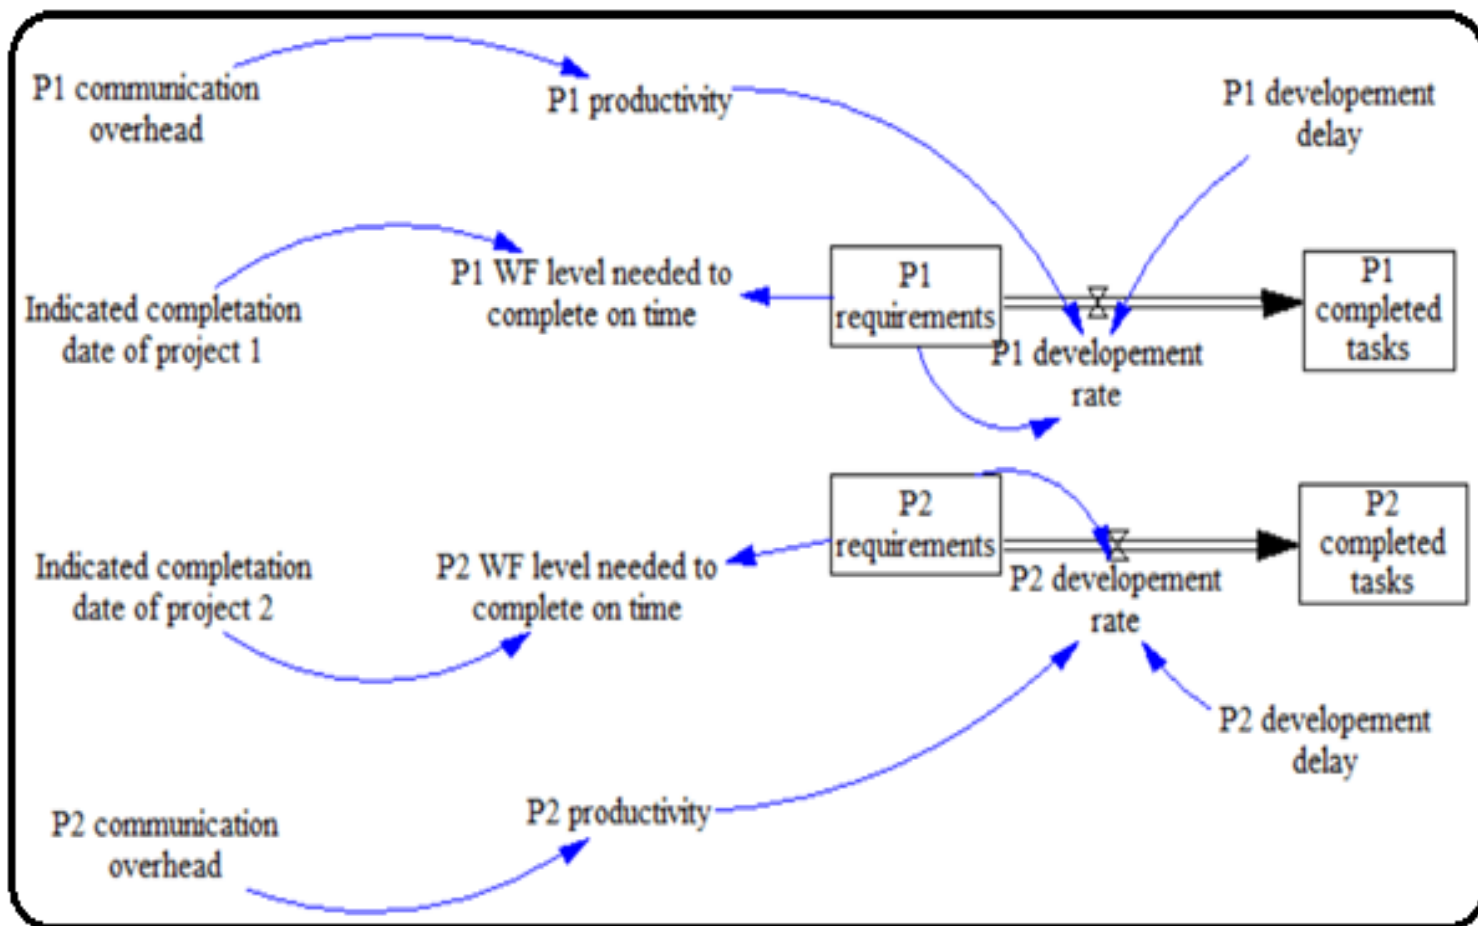 P1 communication
overhead
P1 productivity
P1 developement
delay
Indicated completation
date of project 1
P1 WF level needed to
complete on time
P1
requirements
P1 developement
rate
P1
completed
tasks
Indicated completation
date of project 2
P2 WF level needed to
complete on time
P2
requirements
P2 developement
rate
P2
completed
tasks
P2 developement
delay
P2 communication
overhead
P2 productivity